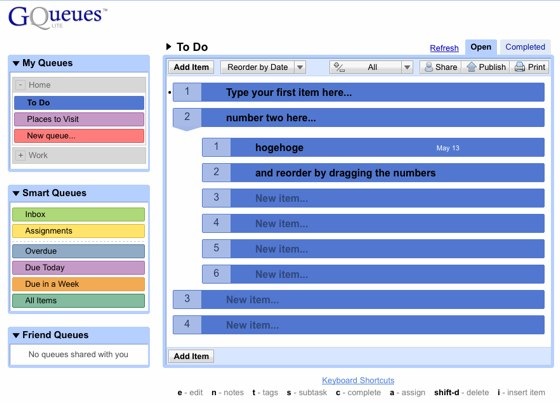 GQueues™
LITE
My Queues
- Home
To Do
Places to Visit
New queue...
+ Work
Smart Queues
Inbox
Assignments
Overdue
Due Today
Due in a Week
All Items
Friend Queues
No queues shared with you
To Do
Refresh Open Completed
Add Item Reorder by Date All Share Publish Print
1 Type your first item here...
2 number two here...
1 hogehoge May 13
2 and reorder by dragging the numbers
3 New item...
4 New item...
5 New item...
6 New item...
3 New item...
4 New item...
Add Item
Keyboard Shortcuts
e - edit n - notes t - tags s - subtask c - complete a - assign shift-d - delete i - insert item